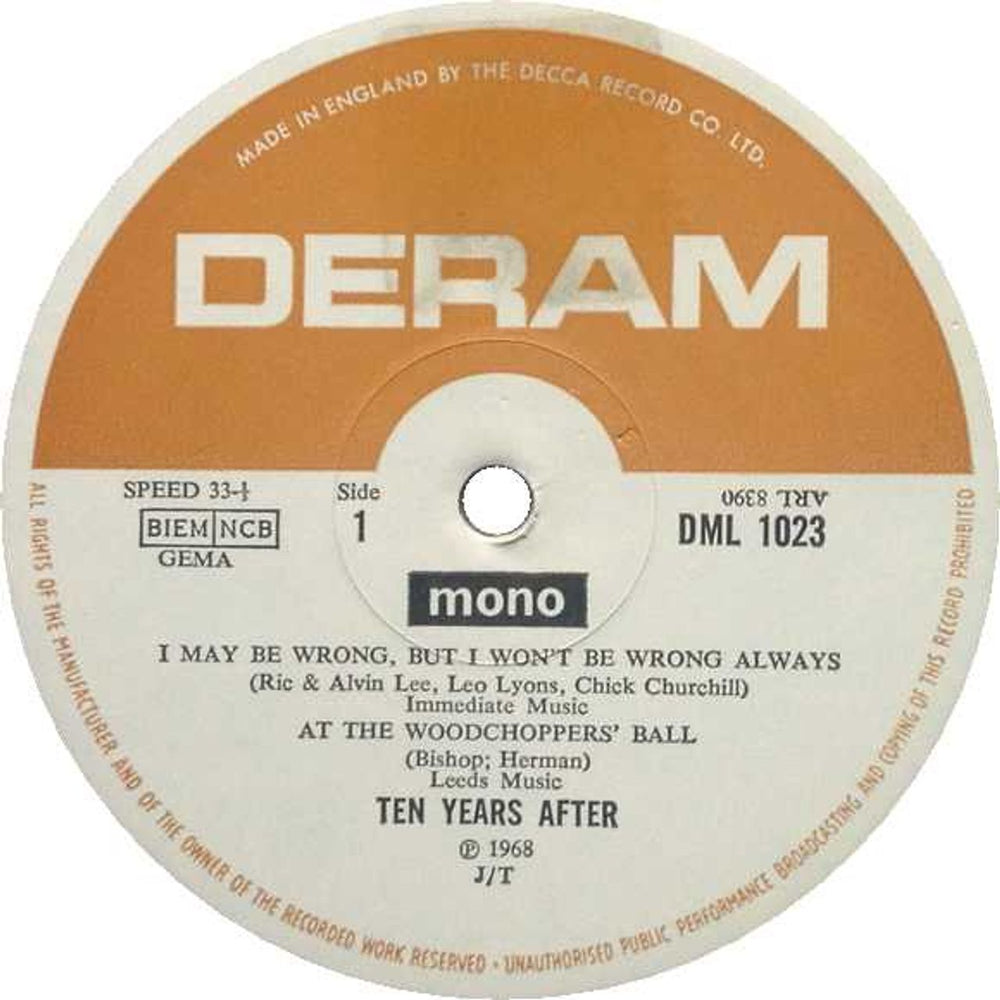 MADE IN ENGLAND BY THE DECCA RECORD CO. LTD.
DERAM
SPEED 33-⅓
BIEM NCB
GEMA
Side
1
ARL 8390
DML 1023
mono
I MAY BE WRONG, BUT I WON'T BE WRONG ALWAYS
(Ric & Alvin Lee, Leo Lyons, Chick Churchill)
Immediate Music
AT THE WOODCHOPPERS' BALL
(Bishop; Herman)
Leeds Music
TEN YEARS AFTER
℗ 1968
J/T
ALL RIGHTS OF THE MANUFACTURER AND OF THE OWNER OF THE RECORDED WORK RESERVED • UNAUTHORISED PUBLIC PERFORMANCE BROADCASTING AND COPYING OF THIS RECORD PROHIBITED